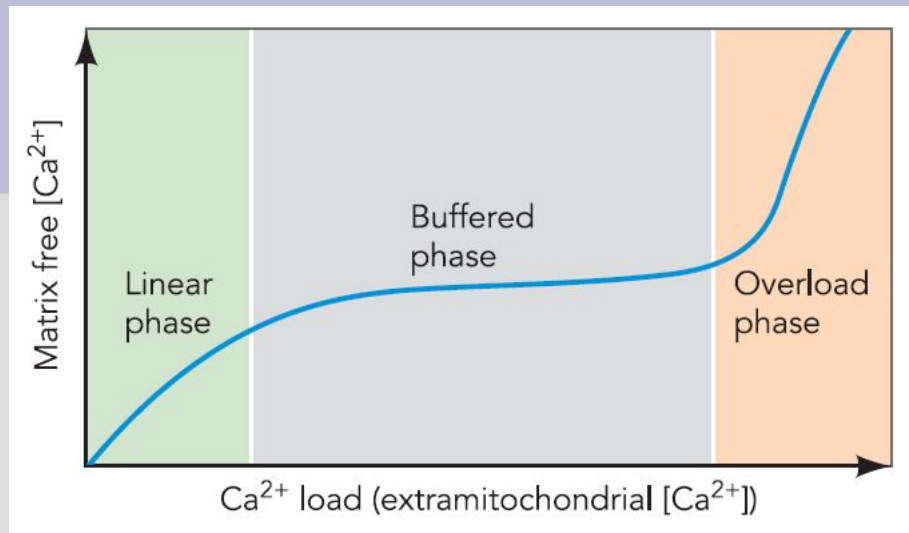 Matrix free [Ca²⁺]
Linear
phase
Buffered
phase
Overload
phase
Ca²⁺ load (extramitochondrial [Ca²⁺])